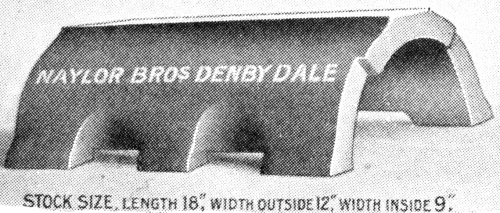 NAYLOR BROS DENBY DALE
STOCK SIZE, LENGTH 18", WIDTH OUTSIDE 12", WIDTH INSIDE 9".